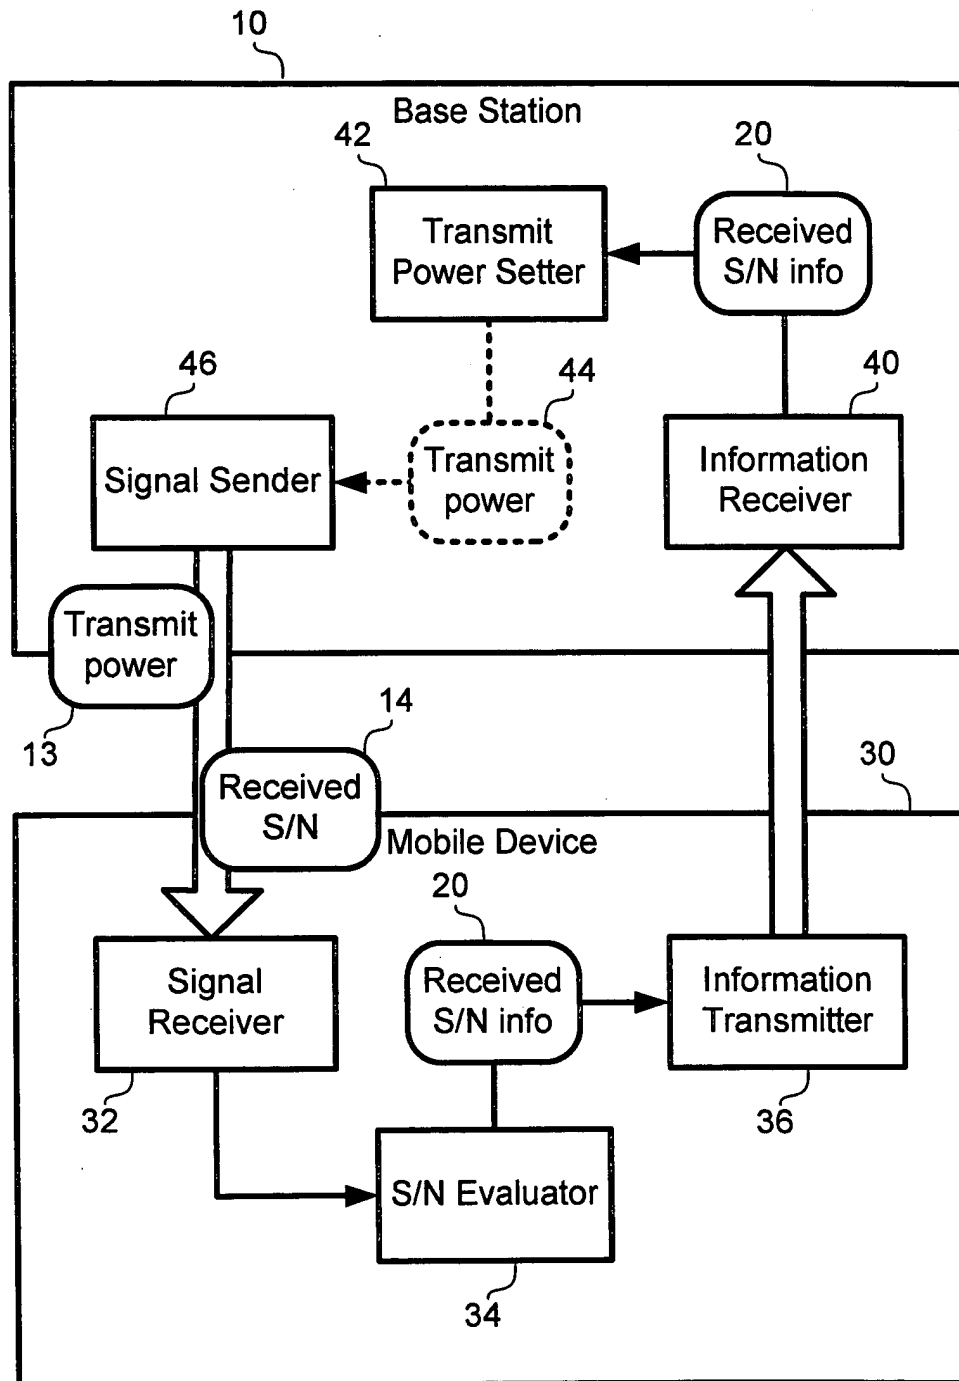 10
Base Station
42
20
Transmit
Power Setter
Received
S/N info
46
44
40
Signal Sender
Transmit
power
Information
Receiver
Transmit
power
13
14
30
Received
S/N
Mobile Device
20
Signal
Receiver
Received
S/N info
Information
Transmitter
32
36
S/N Evaluator
34